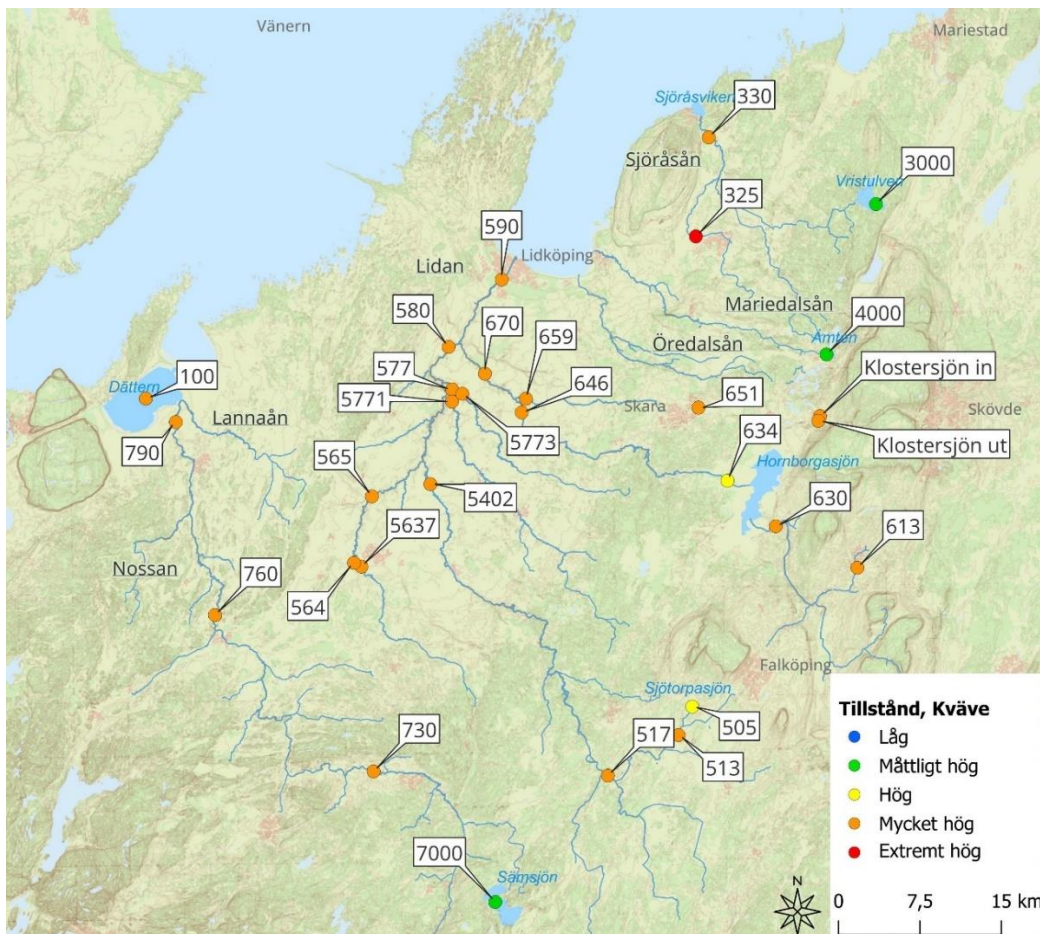 Vänern
Mariestad
Sjöråsviken
330
Sjöråsån
3000
Vristulven
325
590
Lidköping
Lidan
Mariedalsån
580
670
659
4000
Ämten
Öredalsån
577
646
Klostersjön in
Dättern
100
5771
Skara
651
Skövde
Lannaån
5773
634
Klostersjön ut
790
Hornborgasjön
565
5402
630
613
5637
Nossan
760
564
Falköping
Sjötorpasjön
505
730
517
513
7000
Sämsjön
Tillstånd, Kväve
Låg
Måttligt hög
Hög
Mycket hög
Extremt hög
N
0 7,5 15 km